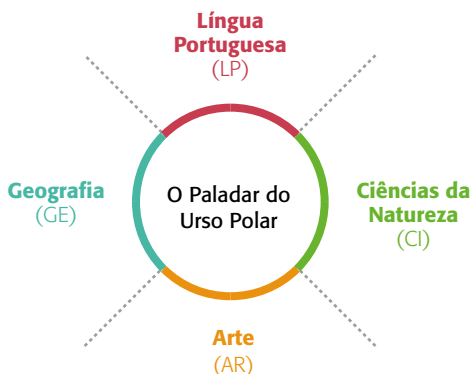 Língua
Portuguesa
(LP)
Geografia
(GE)
O Paladar do
Urso Polar
Ciências da
Natureza
(CI)
Arte
(AR)